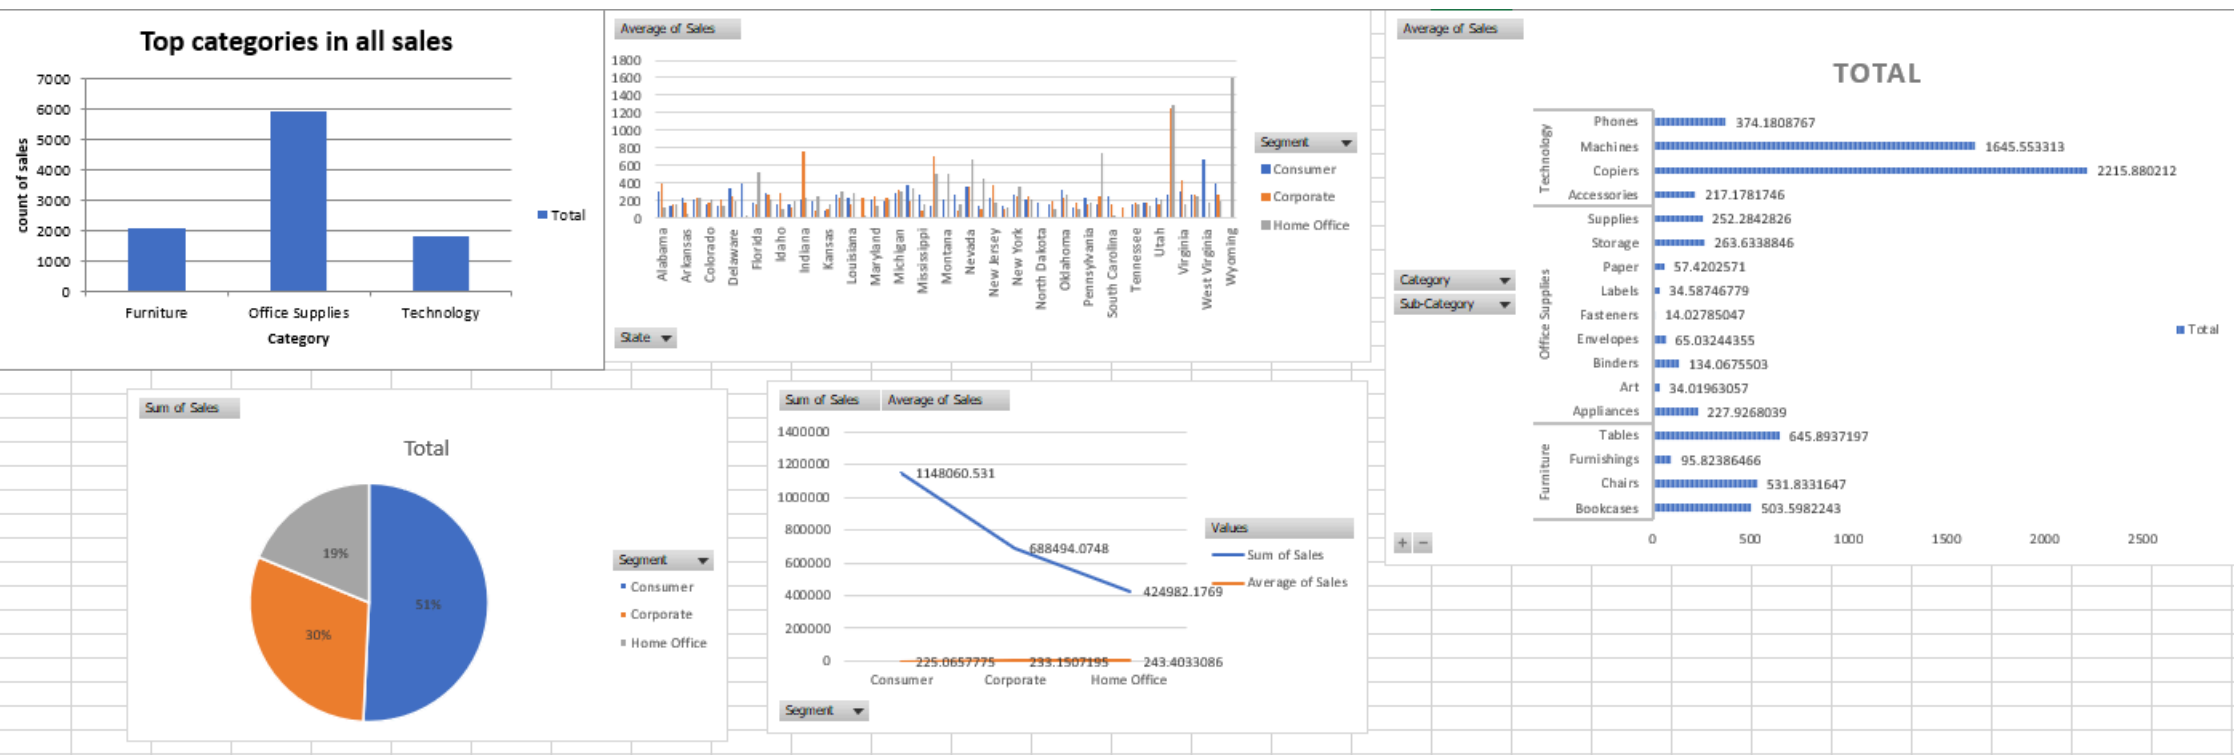 Top categories in all sales
7000
6000
5000
4000
3000
2000
1000
0
count of sales
Furniture
Office Supplies
Technology
Category
Total
Average of Sales
1800
1600
1400
1200
1000
800
600
400
200
0
Alabama
Arkansas
Colorado
Delaware
Florida
Idaho
Indiana
Kansas
Louisiana
Maryland
Michigan
Mississippi
Montana
Nevada
New Jersey
New York
North Dakota
Oklahoma
Pennsylvania
South Carolina
Tennessee
Utah
Virginia
West Virginia
Wyoming
Segment
Consumer
Corporate
Home Office
State
Average of Sales
TOTAL
Technology
Phones 374.1808767
Machines 1645.553313
Copiers 2215.880212
Accessories 217.1781746
Office Supplies
Supplies 252.2842826
Storage 263.6338846
Paper 57.4202571
Labels 34.58746779
Fasteners 14.02785047
Envelopes 65.03244355
Binders 134.0675503
Art 34.01963057
Appliances 227.9268039
Furniture
Tables 645.8937197
Furnishings 95.82386466
Chairs 531.8331647
Bookcases 503.5982243
0 500 1000 1500 2000 2500
Category
Sub-Category
Total
+ −
Sum of Sales
Total
51%
30%
19%
Segment
Consumer
Corporate
Home Office
Sum of Sales Average of Sales
1400000
1200000
1000000
800000
600000
400000
200000
0
1148060.531
688494.0748
424982.1769
225.0657775
233.1507195
243.4033086
Consumer
Corporate
Home Office
Values
Sum of Sales
Average of Sales
Segment